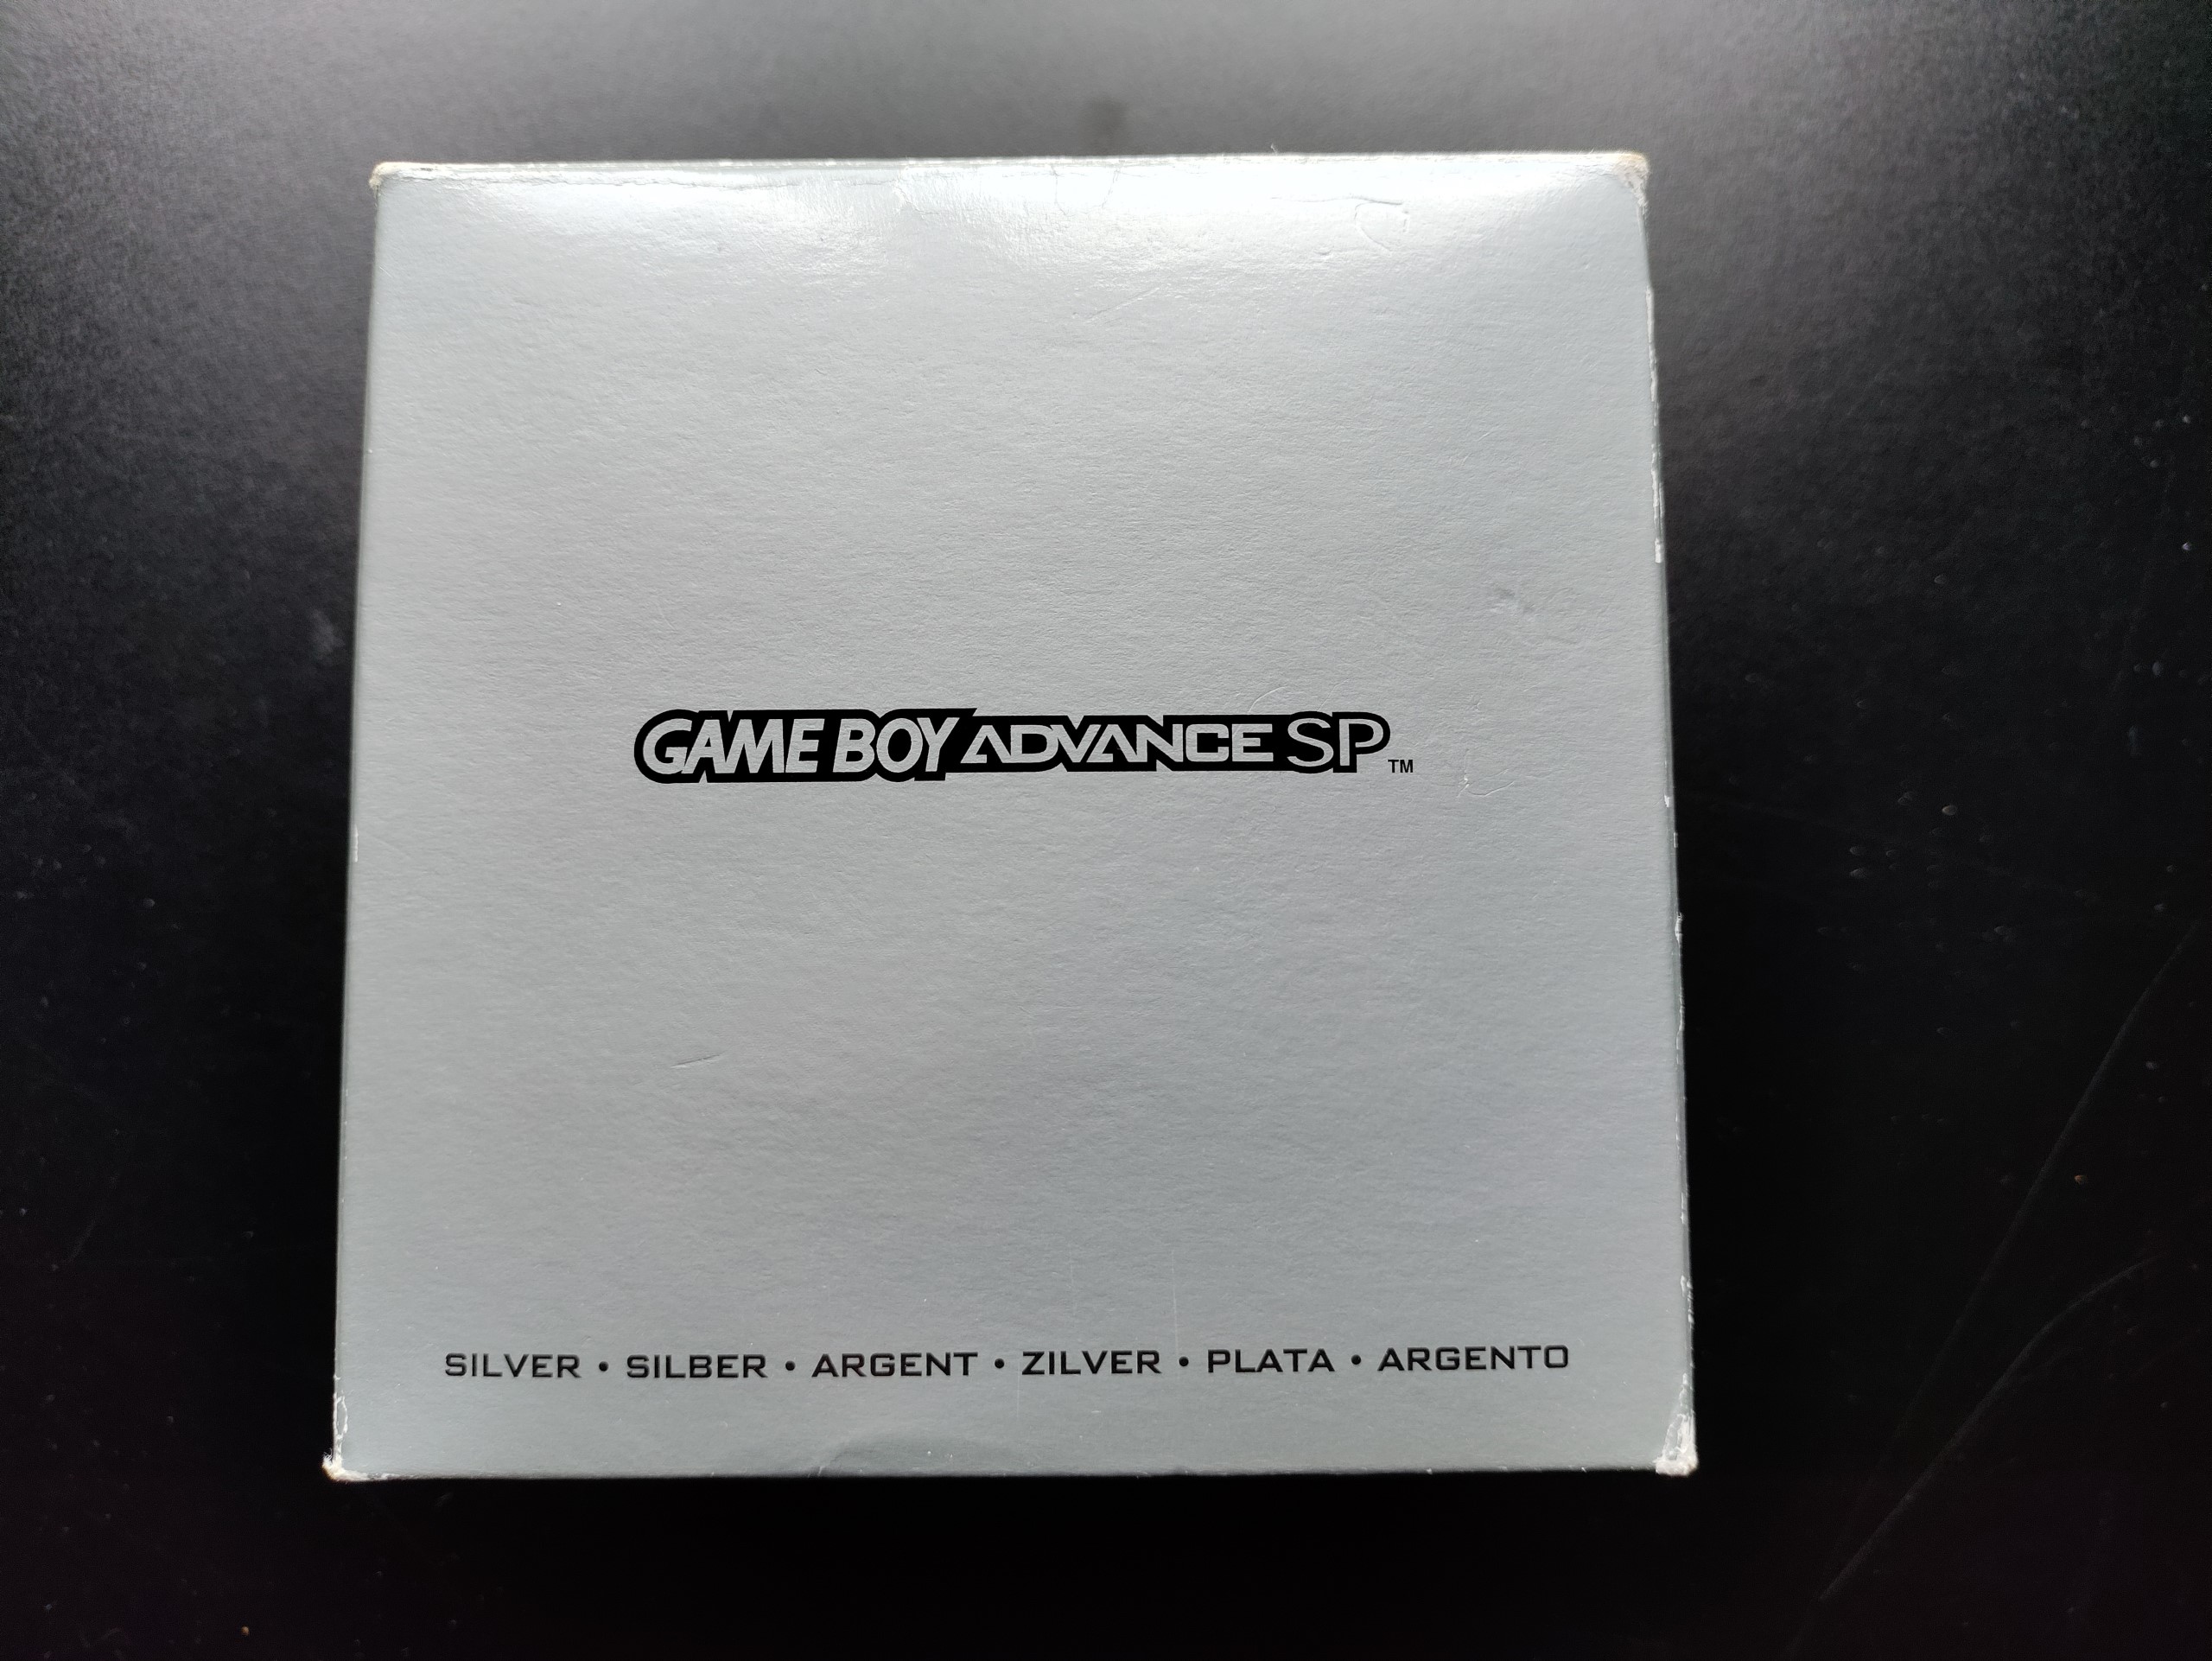 GAME BOY ADVANCE SP™
SILVER • SILBER • ARGENT • ZILVER • PLATA • ARGENTO